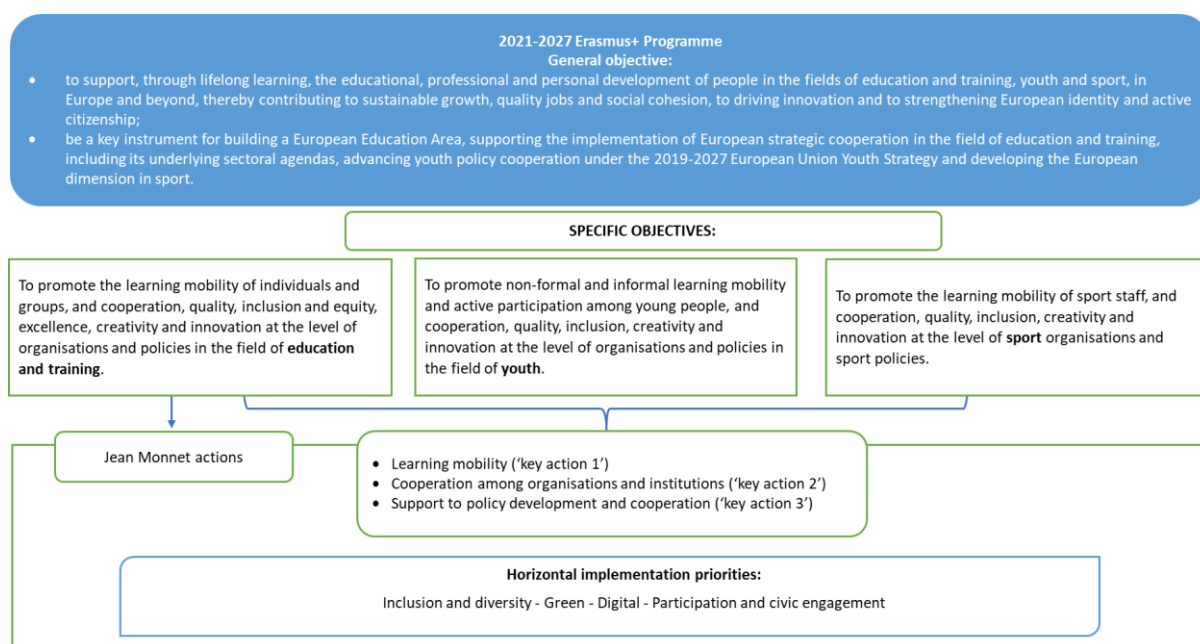 2021-2027 Erasmus+ Programme
General objective:
• to support, through lifelong learning, the educational, professional and personal development of people in the fields of education and training, youth and sport, in
Europe and beyond, thereby contributing to sustainable growth, quality jobs and social cohesion, to driving innovation and to strengthening European identity and active
citizenship;
• be a key instrument for building a European Education Area, supporting the implementation of European strategic cooperation in the field of education and training,
including its underlying sectoral agendas, advancing youth policy cooperation under the 2019-2027 European Union Youth Strategy and developing the European
dimension in sport.
SPECIFIC OBJECTIVES:
To promote the learning mobility of individuals and
groups, and cooperation, quality, inclusion and equity,
excellence, creativity and innovation at the level of
organisations and policies in the field of education
and training.
To promote non-formal and informal learning mobility
and active participation among young people, and
cooperation, quality, inclusion, creativity and
innovation at the level of organisations and policies in
the field of youth.
To promote the learning mobility of sport staff, and
cooperation, quality, inclusion, creativity and
innovation at the level of sport organisations and
sport policies.
Jean Monnet actions
• Learning mobility (‘key action 1’)
• Cooperation among organisations and institutions (‘key action 2’)
• Support to policy development and cooperation (‘key action 3’)
Horizontal implementation priorities:
Inclusion and diversity - Green - Digital - Participation and civic engagement